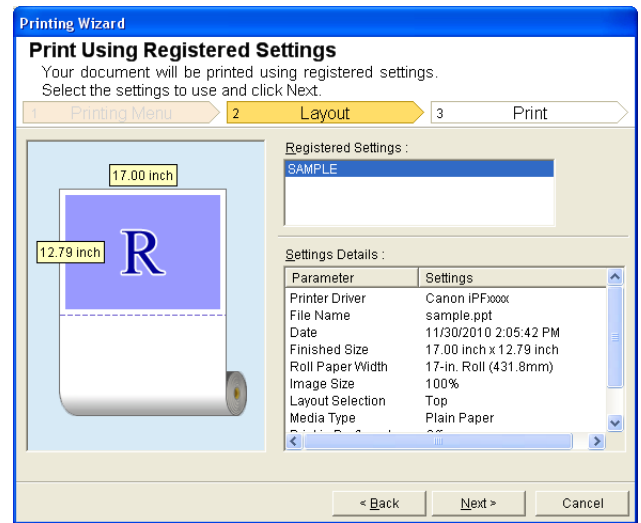 Printing Wizard
Print Using Registered Settings
Your document will be printed using registered settings.
Select the settings to use and click Next.
1 Printing Menu 2 Layout 3 Print
17.00 inch
12.79 inch
R
Registered Settings :
SAMPLE
Settings Details :
Parameter Settings
Printer Driver Canon iPFxxxx
File Name sample.ppt
Date 11/30/2010 2:05:42 PM
Finished Size 17.00 inch x 12.79 inch
Roll Paper Width 17-in. Roll (431.8mm)
Image Size 100%
Layout Selection Top
Media Type Plain Paper
< Back Next > Cancel